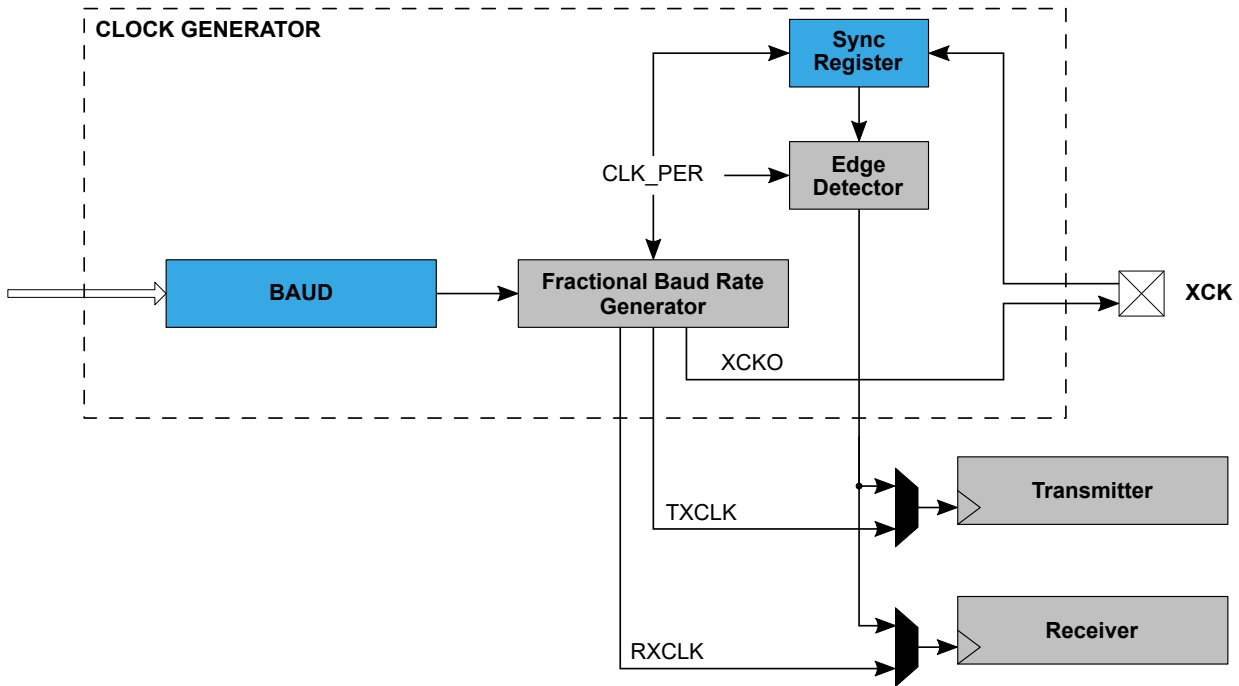 CLOCK GENERATOR
Sync
Register
CLK_PER
Edge
Detector
BAUD
Fractional Baud Rate
Generator
XCK
XCKO
TXCLK
Transmitter
RXCLK
Receiver